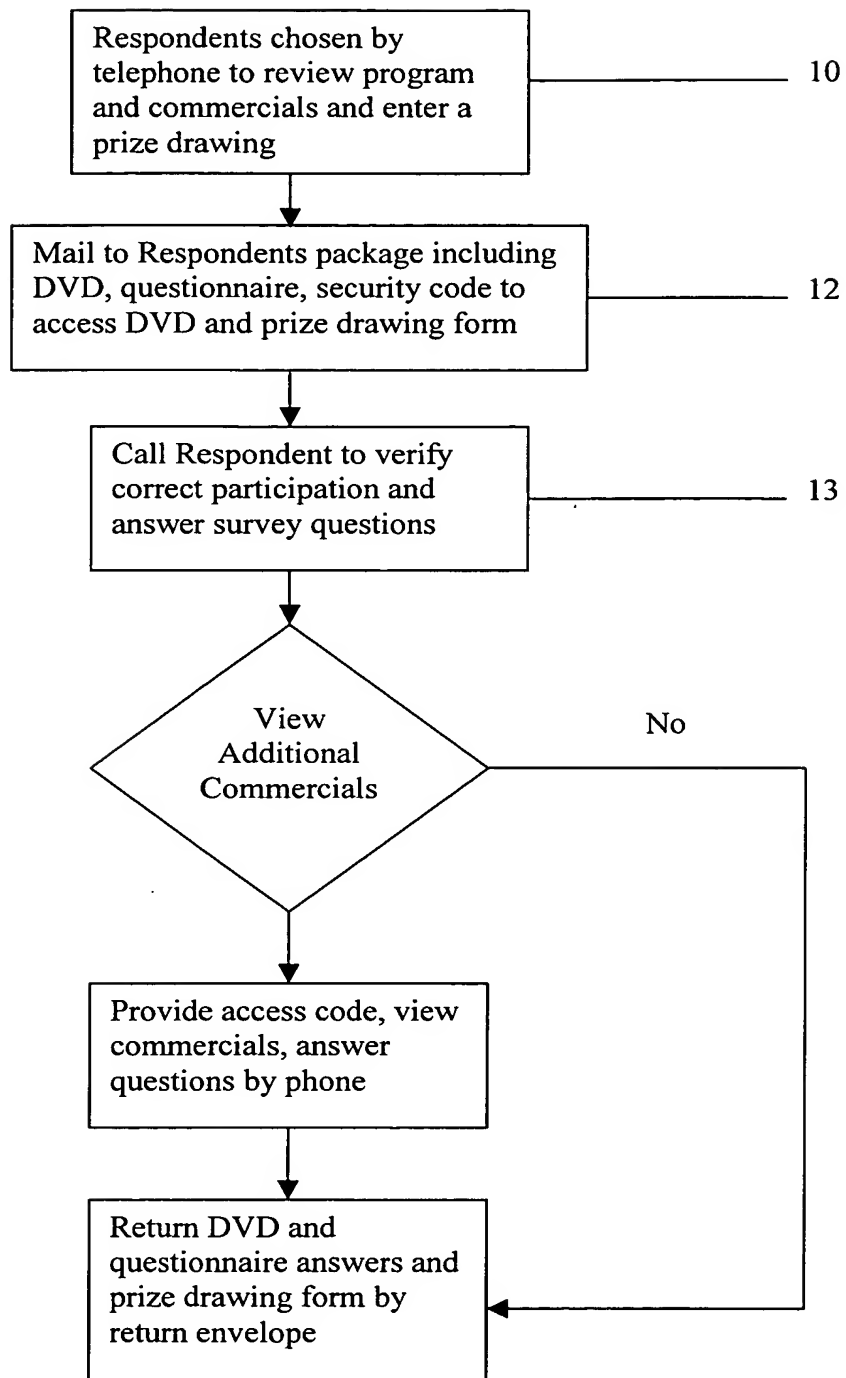 Respondents chosen by
telephone to review program
and commercials and enter a
prize drawing
10
Mail to Respondents package including
DVD, questionnaire, security code to
access DVD and prize drawing form
12
Call Respondent to verify
correct participation and
answer survey questions
13
View
Additional
Commercials
No
Provide access code, view
commercials, answer
questions by phone
Return DVD and
questionnaire answers and
prize drawing form by
return envelope